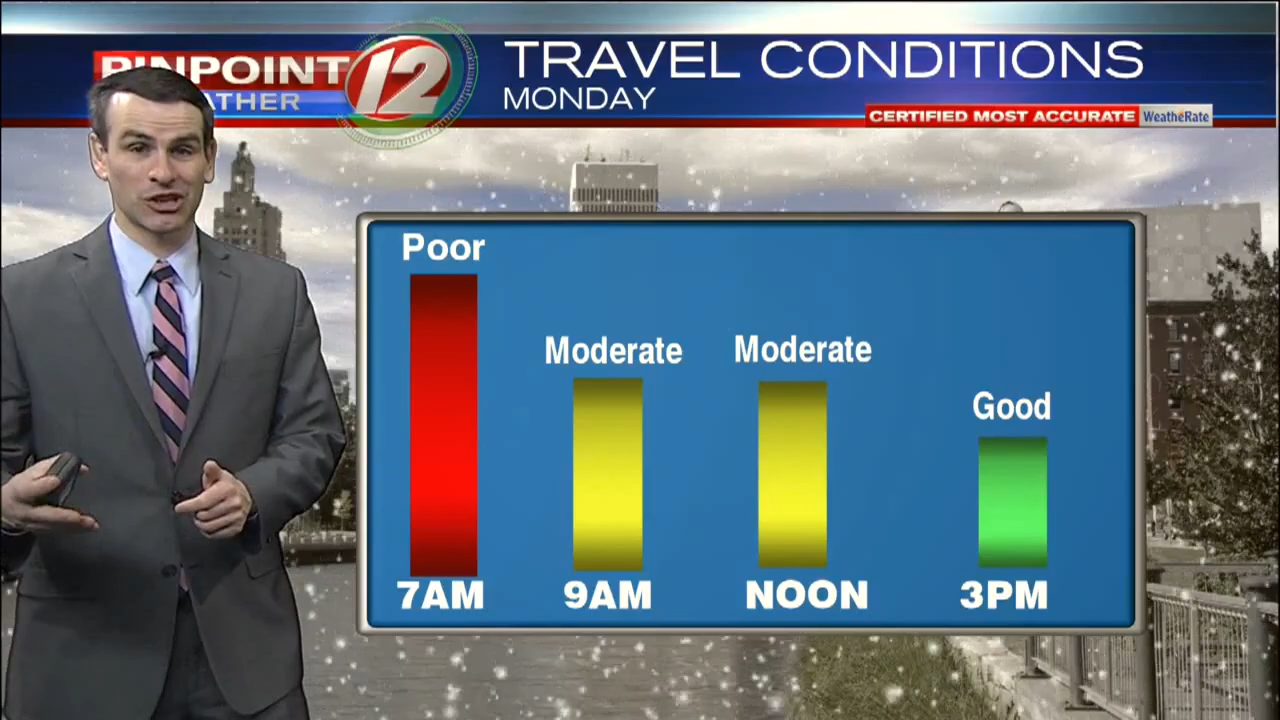 PINPOINT
12
TRAVEL CONDITIONS
MONDAY
CERTIFIED MOST ACCURATE WeatheRate
Poor
Moderate
Moderate
Good
7AM
9AM
NOON
3PM